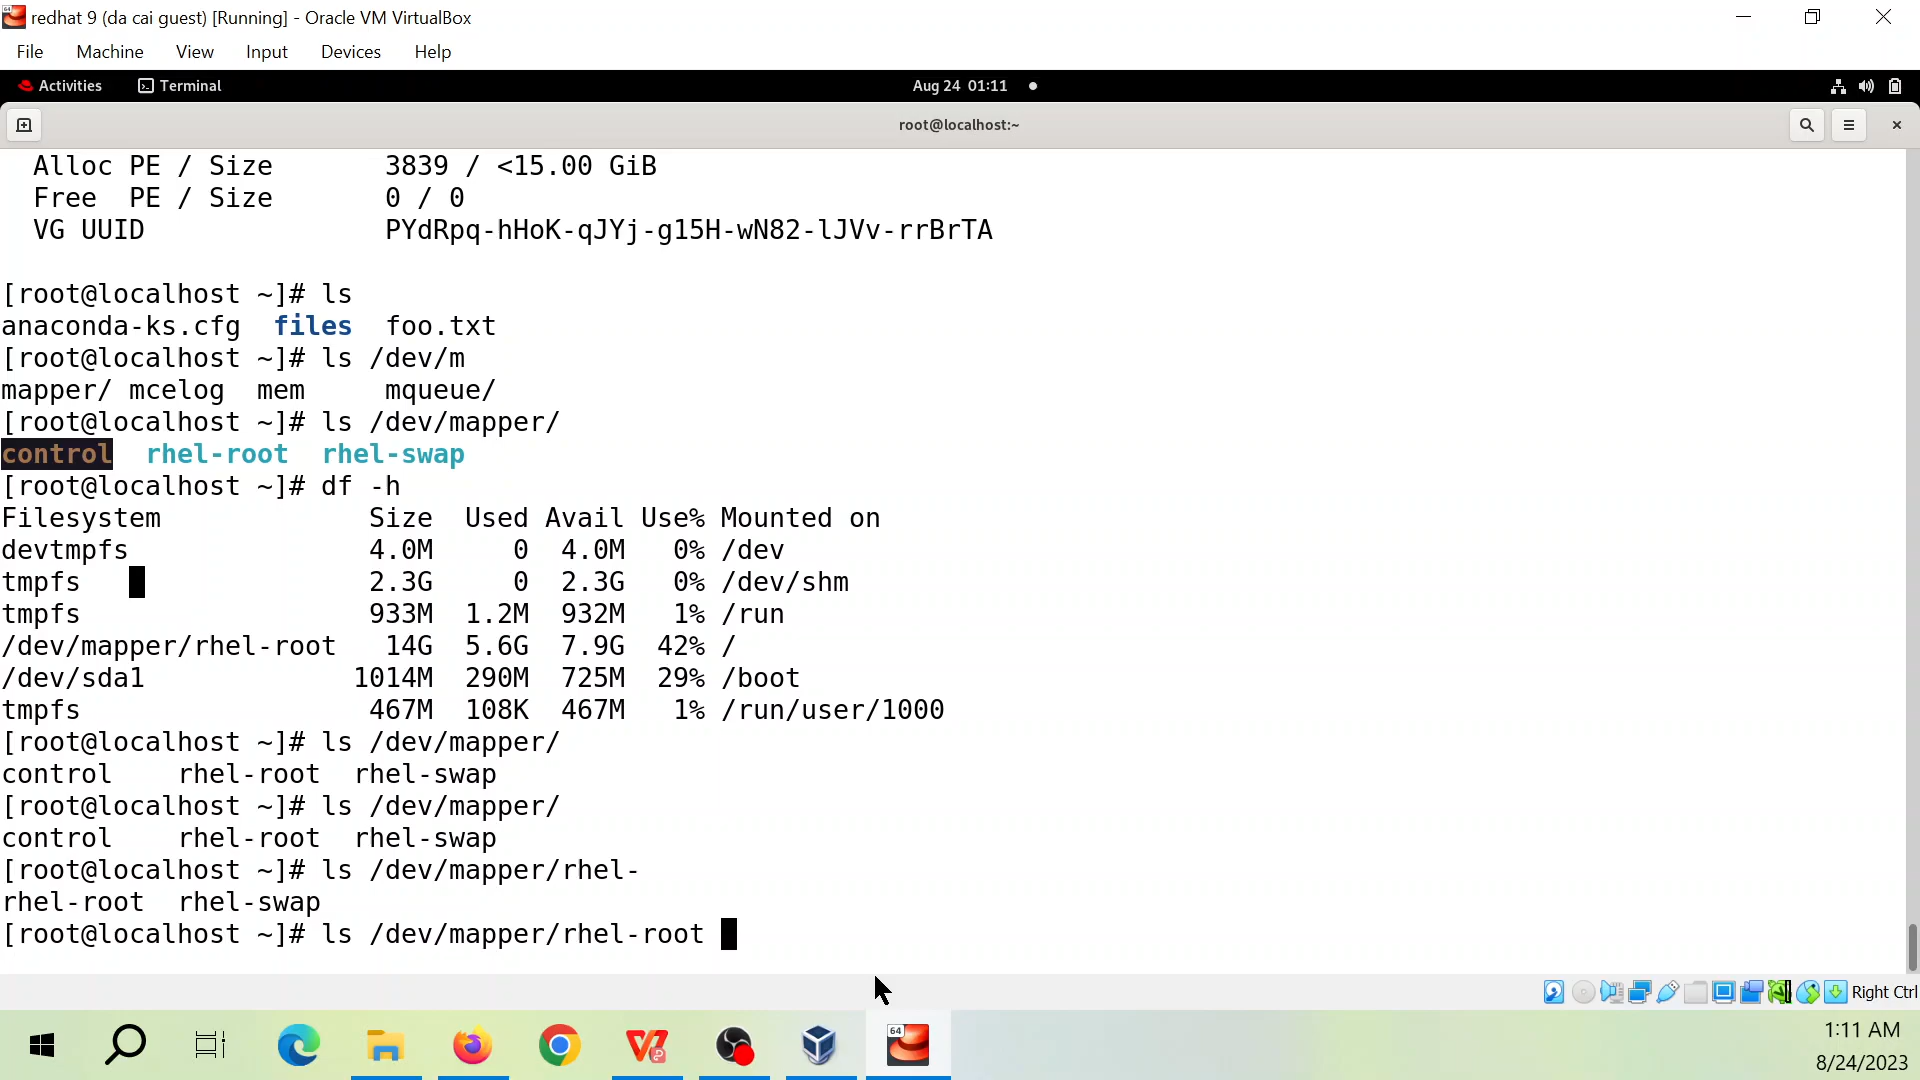 redhat 9 (da cai guest) [Running] - Oracle VM VirtualBox
File Machine View Input Devices Help
Activities Terminal Aug 24 01:11
root@localhost:~
Alloc PE / Size 3839 / <15.00 GiB
Free PE / Size 0 / 0
VG UUID PYdRpq-hHoK-qJYj-g15H-wN82-lJVv-rrBrTA
[root@localhost ~]# ls
anaconda-ks.cfg files foo.txt
[root@localhost ~]# ls /dev/m
mapper/ mcelog mem mqueue/
[root@localhost ~]# ls /dev/mapper/
control rhel-root rhel-swap
[root@localhost ~]# df -h
Filesystem Size Used Avail Use% Mounted on
devtmpfs 4.0M 0 4.0M 0% /dev
tmpfs 2.3G 0 2.3G 0% /dev/shm
tmpfs 933M 1.2M 932M 1% /run
/dev/mapper/rhel-root 14G 5.6G 7.9G 42% /
/dev/sda1 1014M 290M 725M 29% /boot
tmpfs 467M 108K 467M 1% /run/user/1000
[root@localhost ~]# ls /dev/mapper/
control rhel-root rhel-swap
[root@localhost ~]# ls /dev/mapper/
control rhel-root rhel-swap
[root@localhost ~]# ls /dev/mapper/rhel-
rhel-root rhel-swap
[root@localhost ~]# ls /dev/mapper/rhel-root
Right Ctrl
64
1:11 AM
8/24/2023